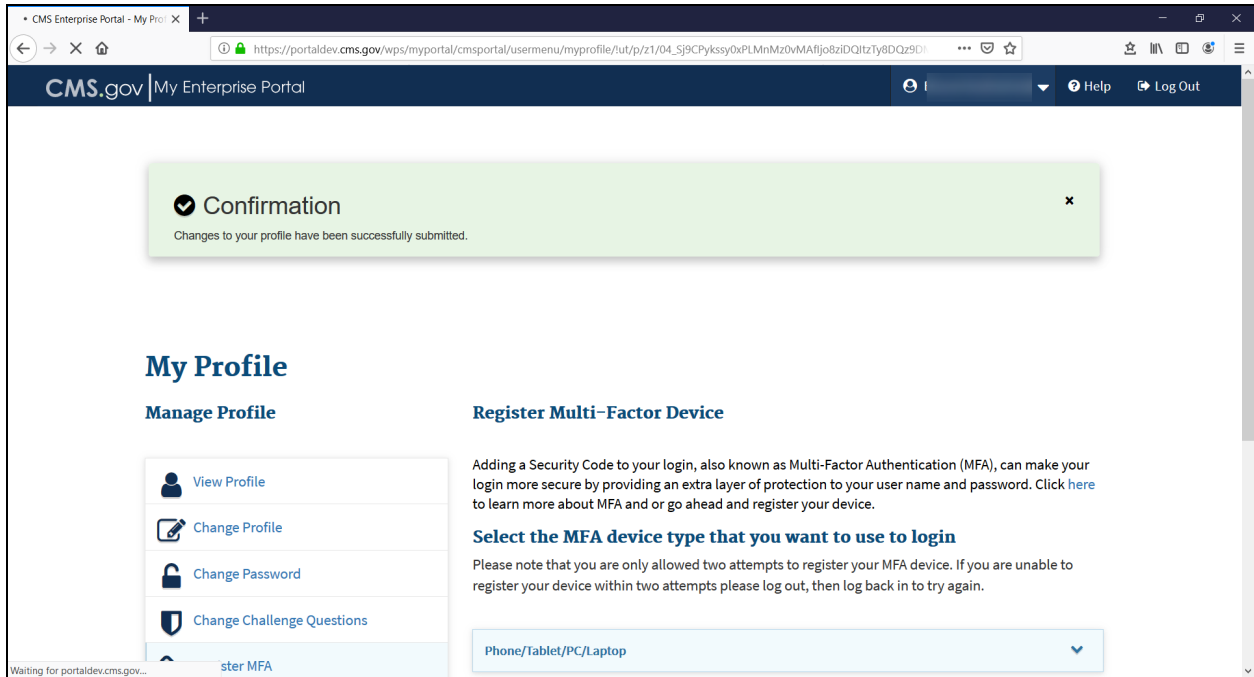 • CMS Enterprise Portal - My Prof
https://portaldev.cms.gov/wps/myportal/cmsportal/usermenu/myprofile/!ut/p/z1/
CMS.gov My Enterprise Portal
Help
Log Out
Confirmation
Changes to your profile have been successfully submitted.
My Profile
Manage Profile
View Profile
Change Profile
Change Password
Change Challenge Questions
ster MFA
Register Multi-Factor Device
Adding a Security Code to your login, also known as Multi-Factor Authentication (MFA), can make your
login more secure by providing an extra layer of protection to your user name and password. Click here
to learn more about MFA and or go ahead and register your device.
Select the MFA device type that you want to use to login
Please note that you are only allowed two attempts to register your MFA device. If you are unable to
register your device within two attempts please log out, then log back in to try again.
Phone/Tablet/PC/Laptop
Waiting for portaldev.cms.gov...